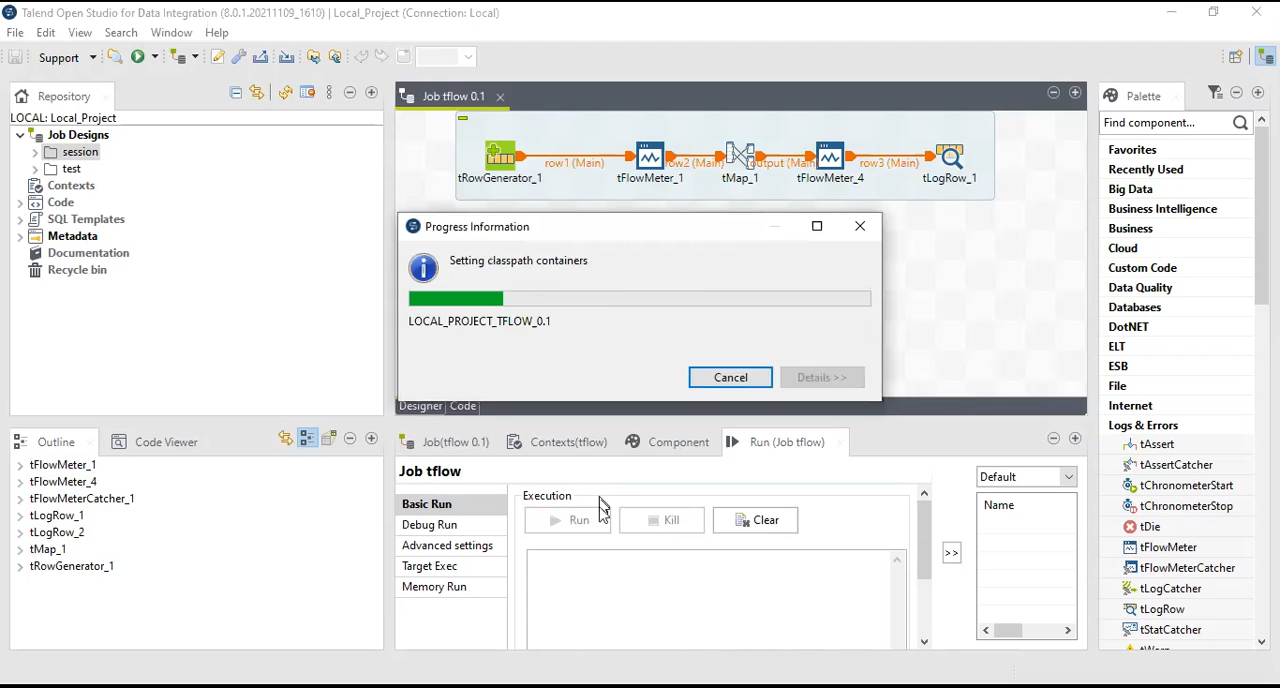 Talend Open Studio for Data Integration (8.0.1.20211109_1610) | Local_Project (Connection: Local)
File Edit View Search Window Help
Support
Repository
LOCAL: Local_Project
Job Designs
session
test
Contexts
Code
SQL Templates
Metadata
Documentation
Recycle bin
Job tflow 0.1
row1 (Main) row2 (Main) output (Main) row3 (Main)
tRowGenerator_1 tFlowMeter_1 tMap_1 tFlowMeter_4 tLogRow_1
Progress Information
Setting classpath containers
LOCAL_PROJECT_TFLOW_0.1
Cancel Details >>
Designer Code
Palette
Find component...
Favorites
Recently Used
Big Data
Business Intelligence
Business
Cloud
Custom Code
Data Quality
Databases
DotNET
ELT
ESB
File
Internet
Logs & Errors
tAssert
tAssertCatcher
tChronometerStart
tChronometerStop
tDie
tFlowMeter
tFlowMeterCatcher
tLogCatcher
tLogRow
tStatCatcher
tWarn
Outline Code Viewer
tFlowMeter_1
tFlowMeter_4
tFlowMeterCatcher_1
tLogRow_1
tLogRow_2
tMap_1
tRowGenerator_1
Job(tflow 0.1) Contexts(tflow) Component Run (Job tflow)
Job tflow
Basic Run
Debug Run
Advanced settings
Target Exec
Memory Run
Execution
Run Kill Clear
>>
Default
Name